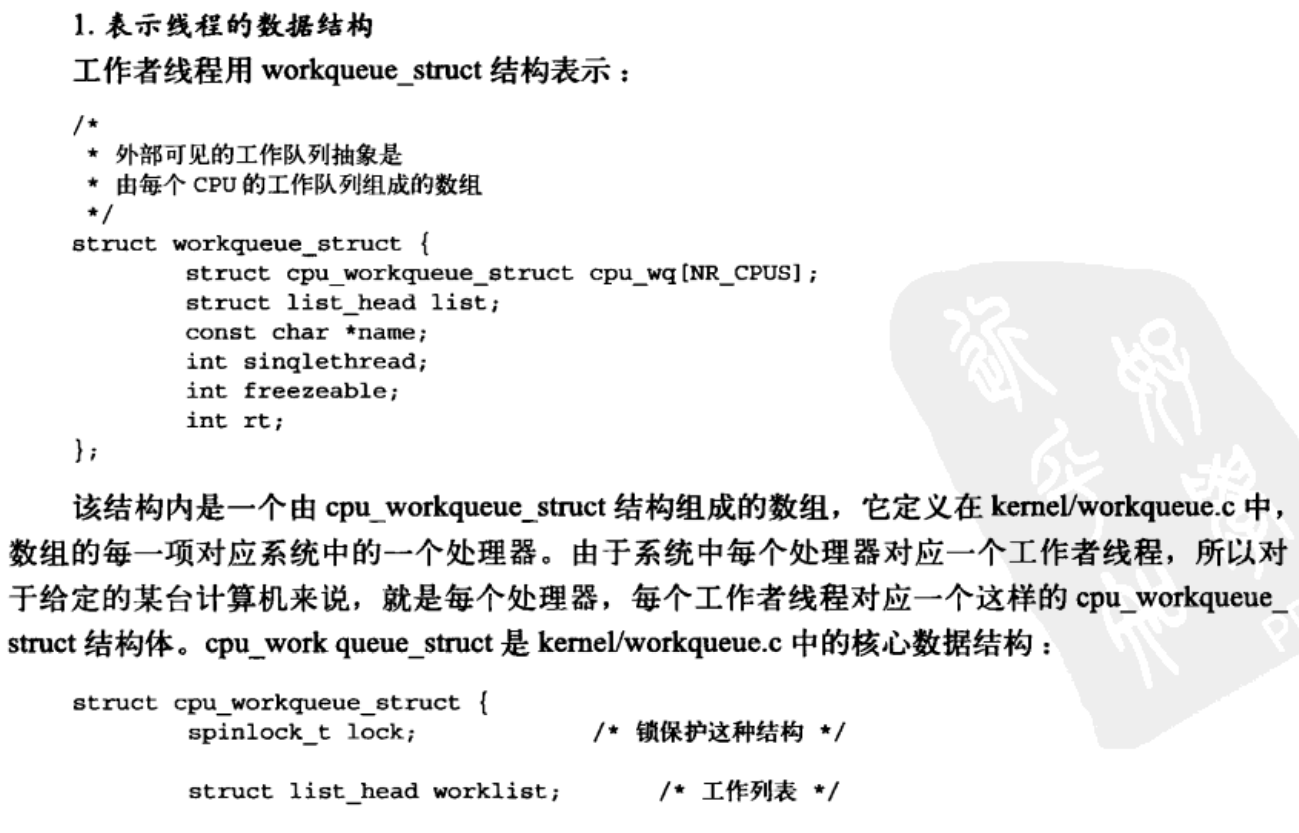 1. 表示线程的数据结构
工作者线程用 workqueue_struct 结构表示：
/*
* 外部可见的工作队列抽象是
* 由每个 CPU 的工作队列组成的数组
*/
struct workqueue_struct {
struct cpu_workqueue_struct cpu_wq[NR_CPUS];
struct list_head list;
const char *name;
int sinqlethread;
int freezeable;
int rt;
};
该结构内是一个由 cpu_workqueue_struct 结构组成的数组，它定义在 kernel/workqueue.c 中，
数组的每一项对应系统中的一个处理器。由于系统中每个处理器对应一个工作者线程，所以对
于给定的某台计算机来说，就是每个处理器，每个工作者线程对应一个这样的 cpu_workqueue_
struct 结构体。cpu_work queue_struct 是 kernel/workqueue.c 中的核心数据结构：
struct cpu_workqueue_struct {
spinlock_t lock; /* 锁保护这种结构 */
struct list_head worklist; /* 工作列表 */